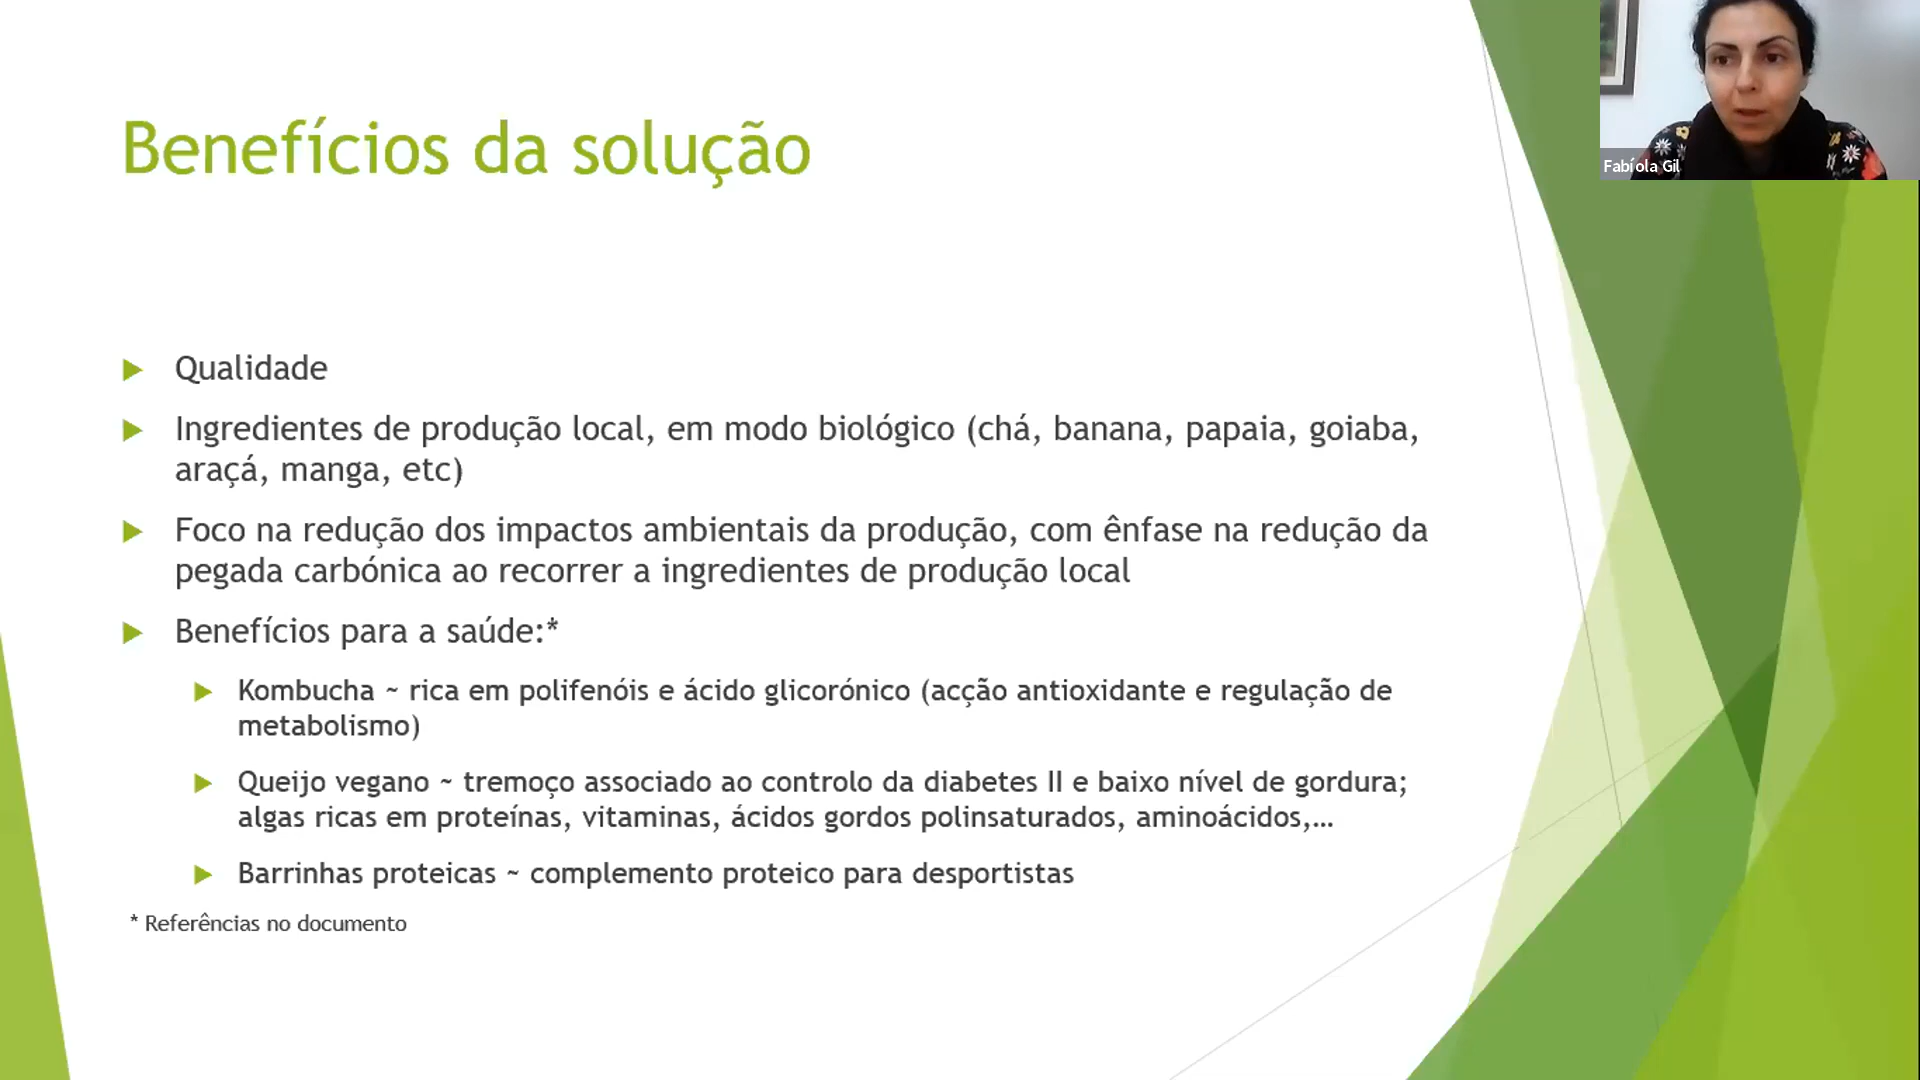 Benefícios da solução
Fabíola Gil
Qualidade
Ingredientes de produção local, em modo biológico (chá, banana, papaia, goiaba,
araçá, manga, etc)
Foco na redução dos impactos ambientais da produção, com ênfase na redução da
pegada carbónica ao recorrer a ingredientes de produção local
Benefícios para a saúde:*
Kombucha ~ rica em polifenóis e ácido glicorónico (acção antioxidante e regulação de
metabolismo)
Queijo vegano ~ tremoço associado ao controlo da diabetes II e baixo nível de gordura;
algas ricas em proteínas, vitaminas, ácidos gordos polinsaturados, aminoácidos,…
Barrinhas proteicas ~ complemento proteico para desportistas
* Referências no documento